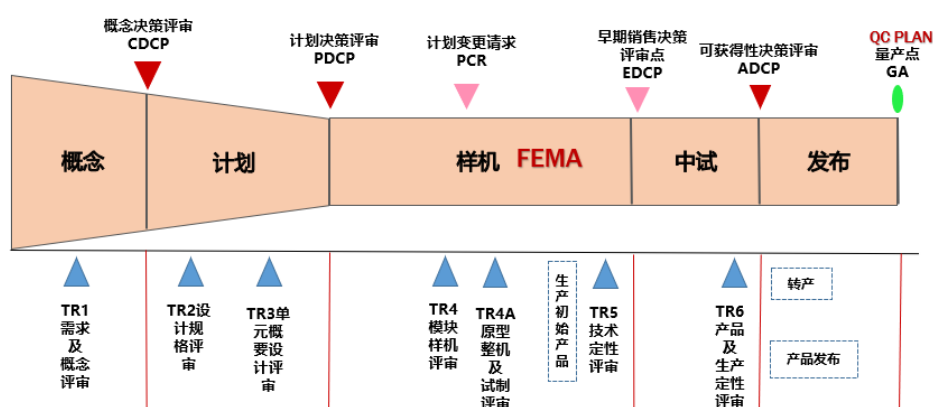 概念决策评审
CDCP
计划决策评审
PDCP
计划变更请求
PCR
早期销售决策
评审点
EDCP
可获得性决策评审
ADCP
QC PLAN
量产点
GA
概念
计划
样机 FEMA
中试
发布
TR1
需求
及
概念
评审
TR2设
计规
格评
审
TR3单
元概
要设
计评
审
TR4
模块
样机
评审
TR4A
原型
整机
及
试制
评审
生
产
初
始
产
品
TR5
技术
定性
评审
TR6
产品
及
生产
定性
评审
转产
产品发布